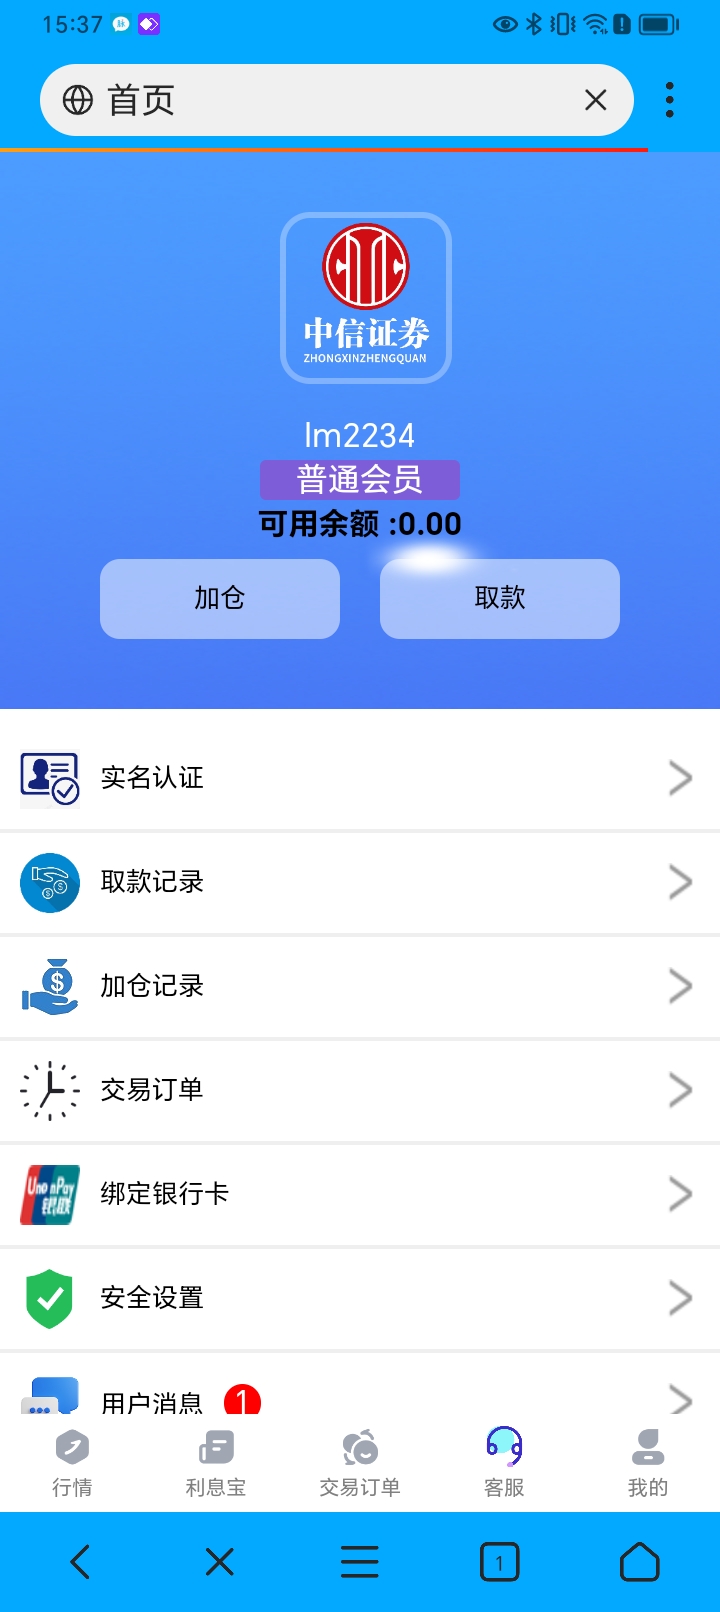 15:37
首页
中信证券
ZHONGXINZHENGQUAN
lm2234
普通会员
可用余额 :0.00
加仓
取款
实名认证
取款记录
加仓记录
交易订单
UnionPay
银联
绑定银行卡
安全设置
用户消息 1
行情
利息宝
交易订单
客服
我的
1